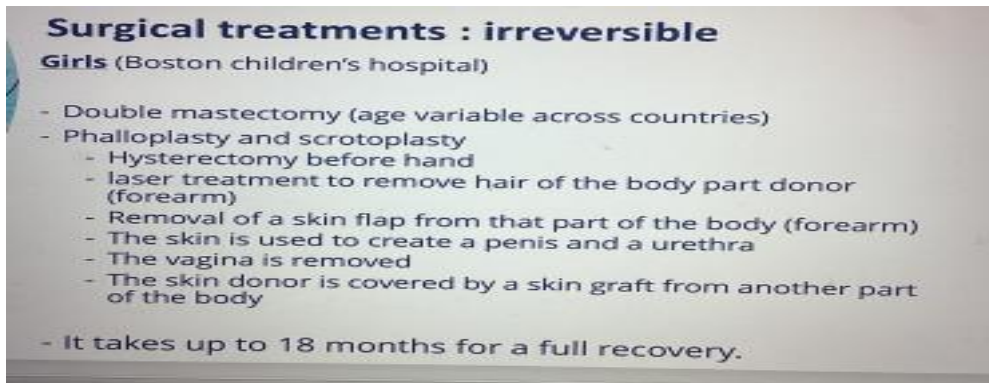 Surgical treatments : irreversible
Girls (Boston children's hospital)
- Double mastectomy (age variable across countries)
- Phalloplasty and scrotoplasty
- Hysterectomy before hand
- laser treatment to remove hair of the body part donor
(forearm)
- Removal of a skin flap from that part of the body (forearm)
- The skin is used to create a penis and a urethra
- The vagina is removed
- The skin donor is covered by a skin graft from another part
of the body
- It takes up to 18 months for a full recovery.